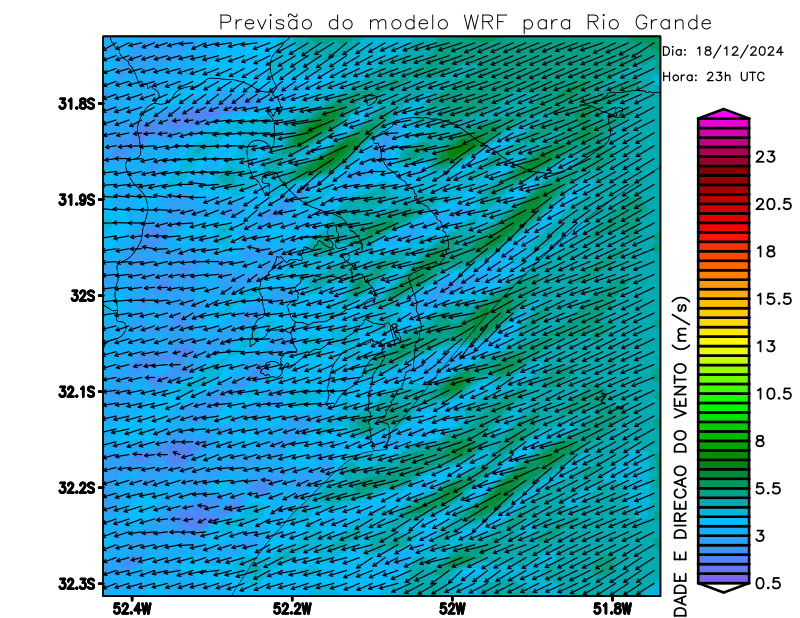 Previsão do modelo WRF para Rio Grande
Dia: 18/12/2024
Hora: 23h UTC
31.8S
31.9S
32S
32.1S
32.2S
32.3S
52.4W
52.2W
52W
51.8W
23
20.5
18
15.5
13
10.5
8
5.5
3
0.5
DADE E DIRECAO DO VENTO (m/s)